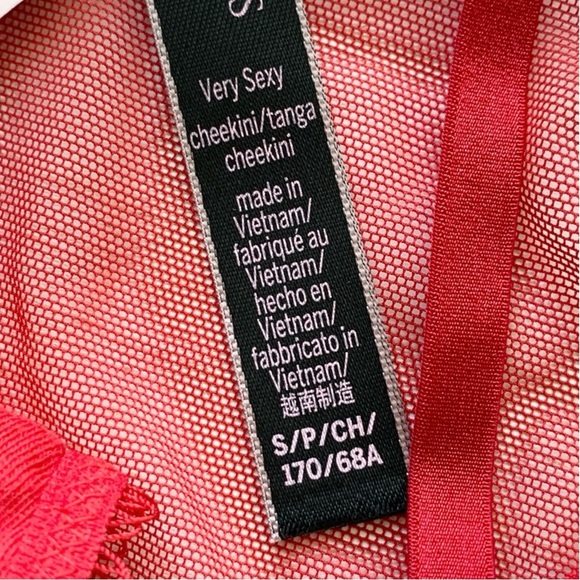 S
Very Sexy
cheekini/tanga
cheekini
made in
Vietnam/
fabriqué au
Vietnam/
hecho en
Vietnam/
fabbricato in
Vietnam/
越南制造
S/P/CH/
170/68A